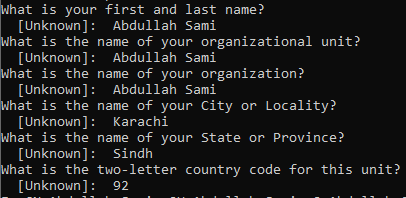 What is your first and last name?
[Unknown]: Abdullah Sami
What is the name of your organizational unit?
[Unknown]: Abdullah Sami
What is the name of your organization?
[Unknown]: Abdullah Sami
What is the name of your City or Locality?
[Unknown]: Karachi
What is the name of your State or Province?
[Unknown]: Sindh
What is the two-letter country code for this unit?
[Unknown]: 92